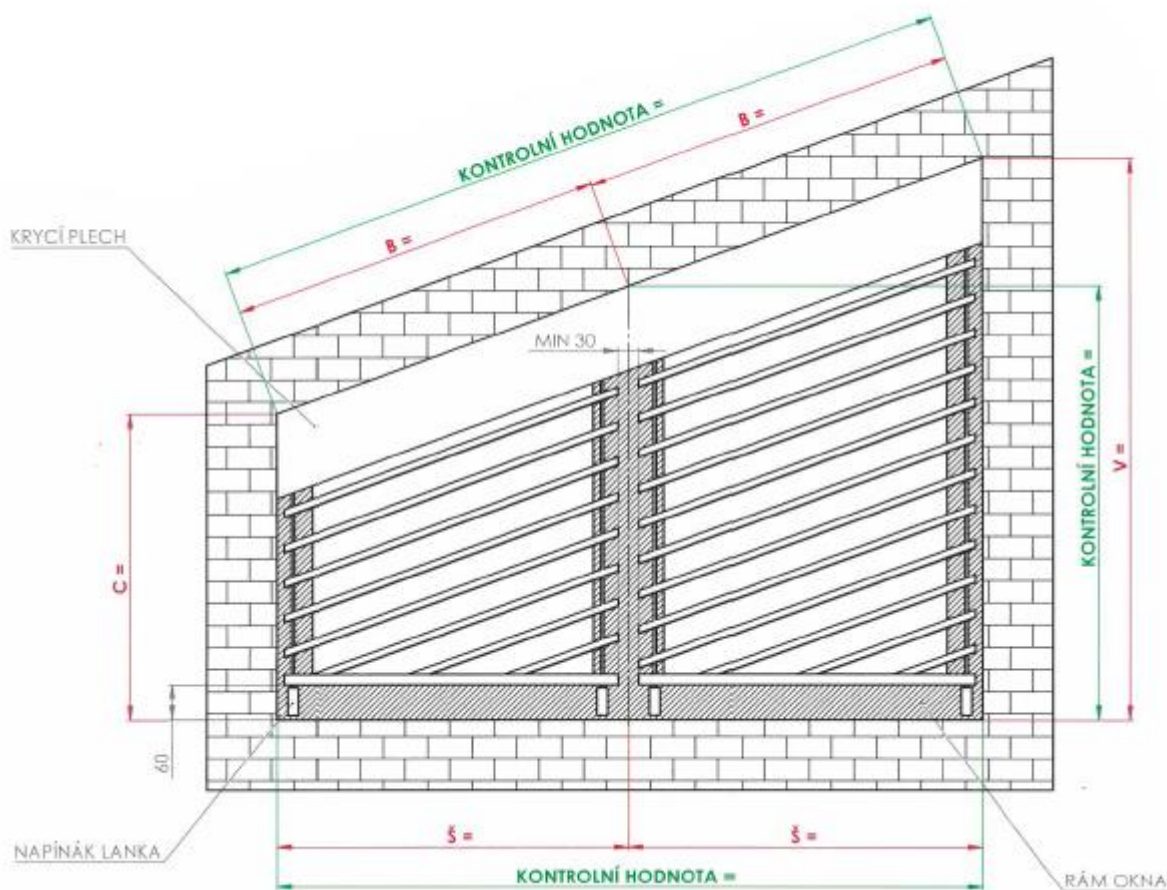 KONTROLNÍ HODNOTA =
B =
B =
KRYCÍ PLECH
MIN 30
KONTROLNÍ HODNOTA =
V =
C =
60
Š =
Š =
NAPÍNÁK LANKA
KONTROLNÍ HODNOTA =
RÁM OKNA